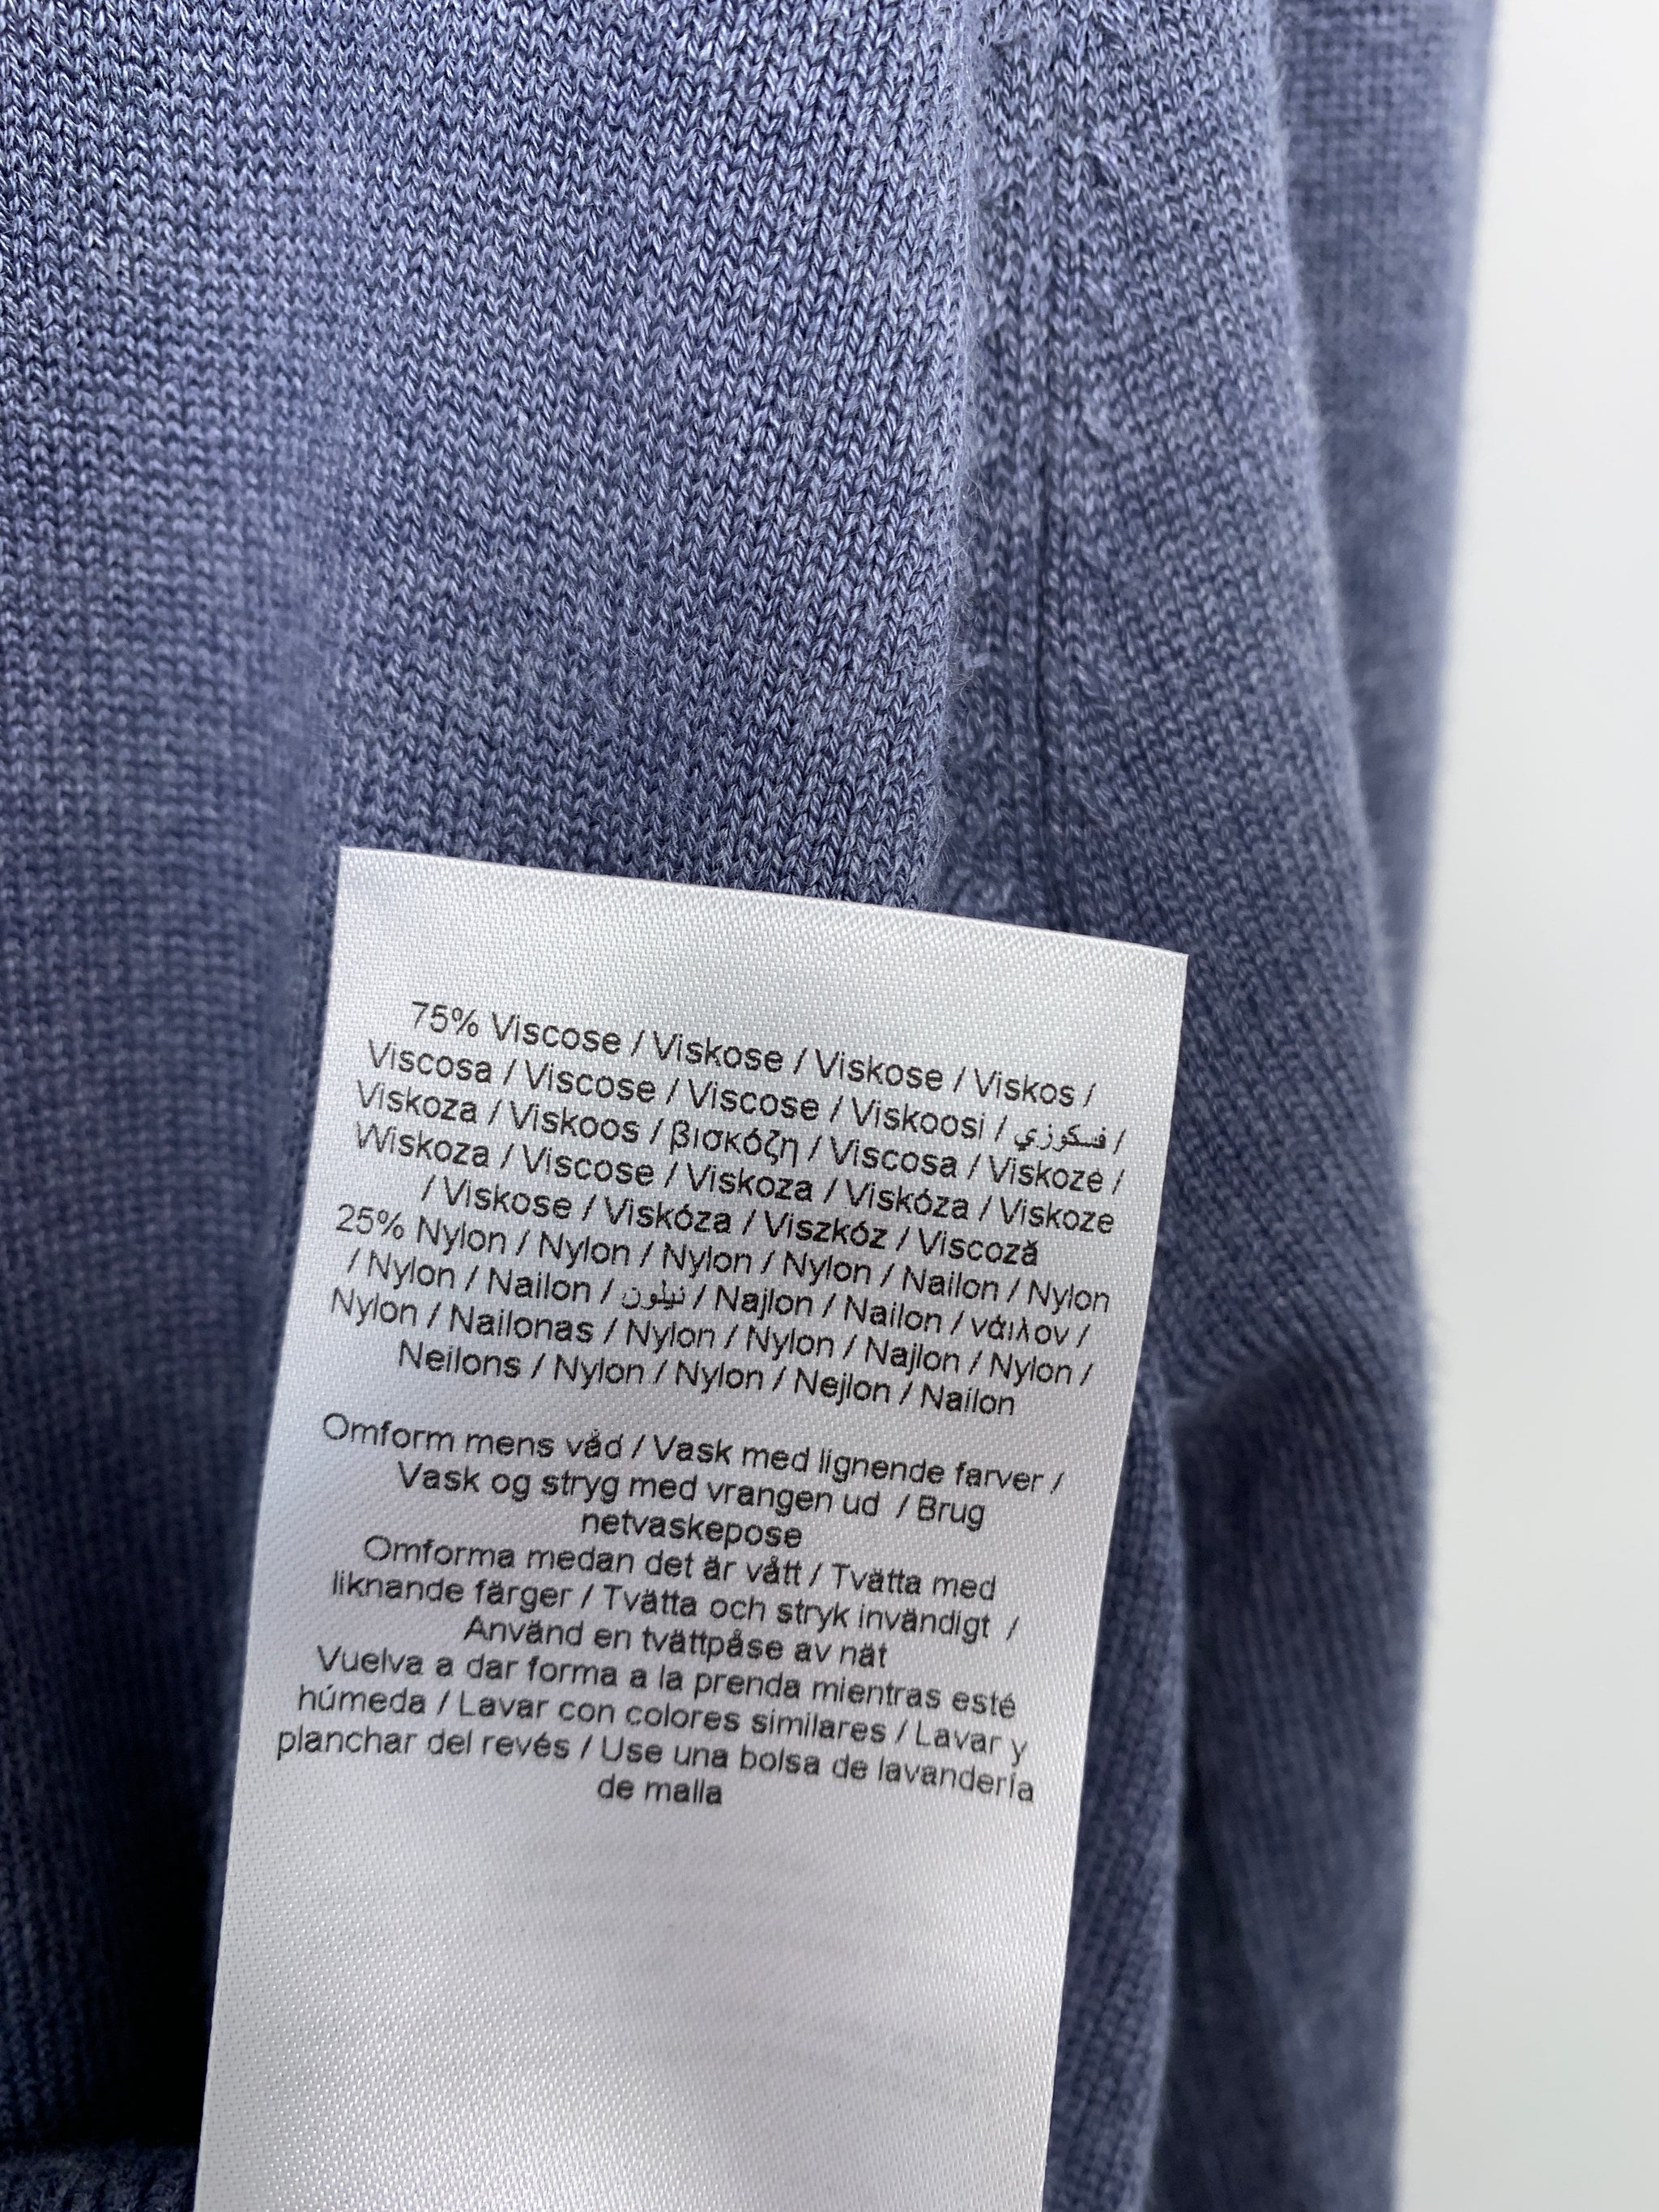 75% Viscose / Viskose / Viskose / Viskos /
Viscosa / Viscose / Viscose / Viskoosi / فسكوزي /
Viskoza / Viskoos / βισκόζη / Viscosa / Viskozė /
Wiskoza / Viscose / Viskoza / Viskóza / Viskoze
/ Viskose / Viskóza / Viszkóz / Viscoză
25% Nylon / Nylon / Nylon / Nylon / Nailon / Nylon
/ Nylon / Nailon / نيلون / Najlon / Nailon / νάιλον /
Nylon / Nailonas / Nylon / Nylon / Najlon / Nylon /
Neilons / Nylon / Nylon / Nejlon / Nailon
Omform mens våd / Vask med lignende farver /
Vask og stryg med vrangen ud / Brug
netvaskepose
Omforma medan det är vått / Tvätta med
liknande färger / Tvätta och stryk invändigt /
Använd en tvättpåse av nät
Vuelva a dar forma a la prenda mientras esté
húmeda / Lavar con colores similares / Lavar y
planchar del revés / Use una bolsa de lavandería
de malla